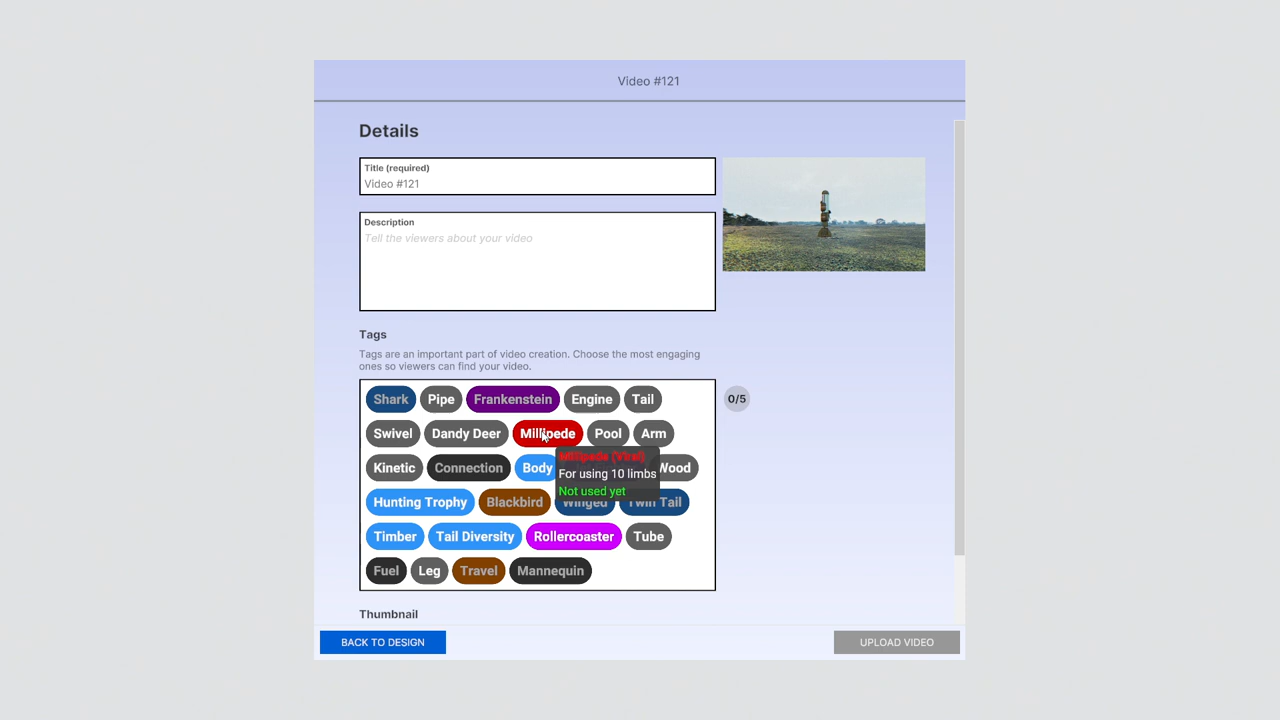 Video #121
Details
Title (required)
Video #121
Description
Tell the viewers about your video
Tags
Tags are an important part of video creation. Choose the most engaging
ones so viewers can find your video.
Shark Pipe Frankenstein Engine Tail
0/5
Swivel Dandy Deer Millipede Pool Arm
Millipede (Viral)
For using 10 limbs
Not used yet
Kinetic Connection Body Wood
Hunting Trophy Blackbird Winged Twin Tail
Timber Tail Diversity Rollercoaster Tube
Fuel Leg Travel Mannequin
Thumbnail
BACK TO DESIGN
UPLOAD VIDEO